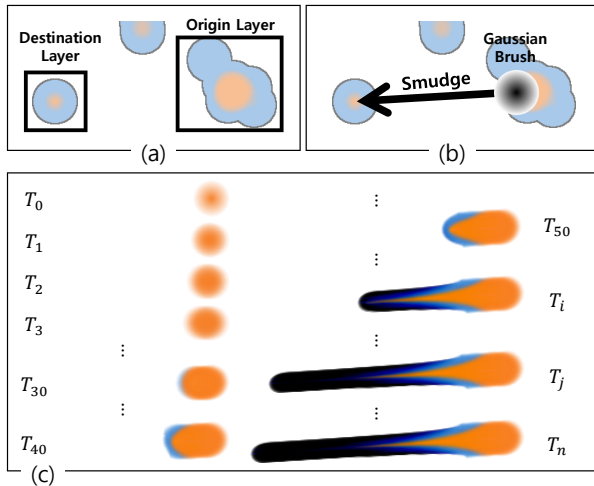 Destination
Layer
Origin Layer
(a)
Gaussian
Brush
Smudge
(b)
T₀
T₁
T₂
T₃
⋮
T₃₀
⋮
T₄₀
⋮
T₅₀
⋮
Tᵢ
⋮
Tⱼ
⋮
Tₙ
(c)